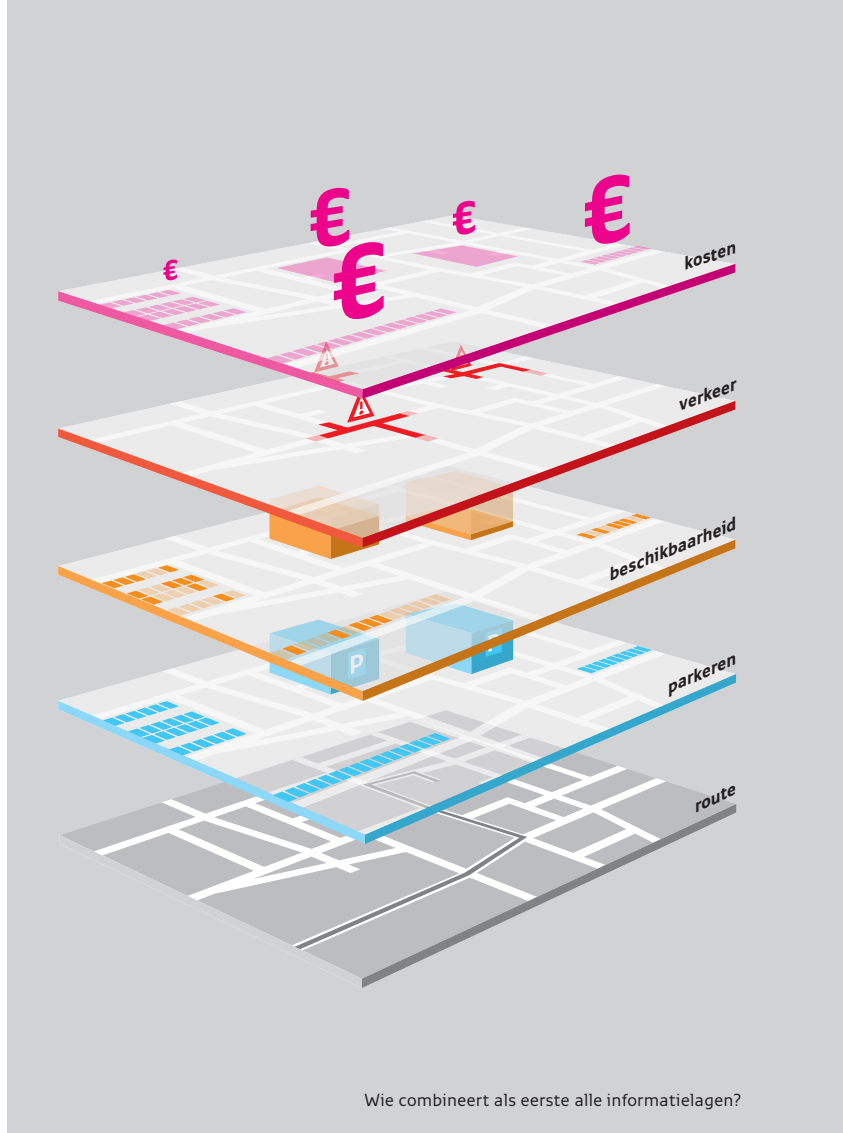 €
€
€
€
€
kosten
verkeer
!
!
!
beschikbaarheid
P
P
parkeren
route
Wie combineert als eerste alle informatielagen?